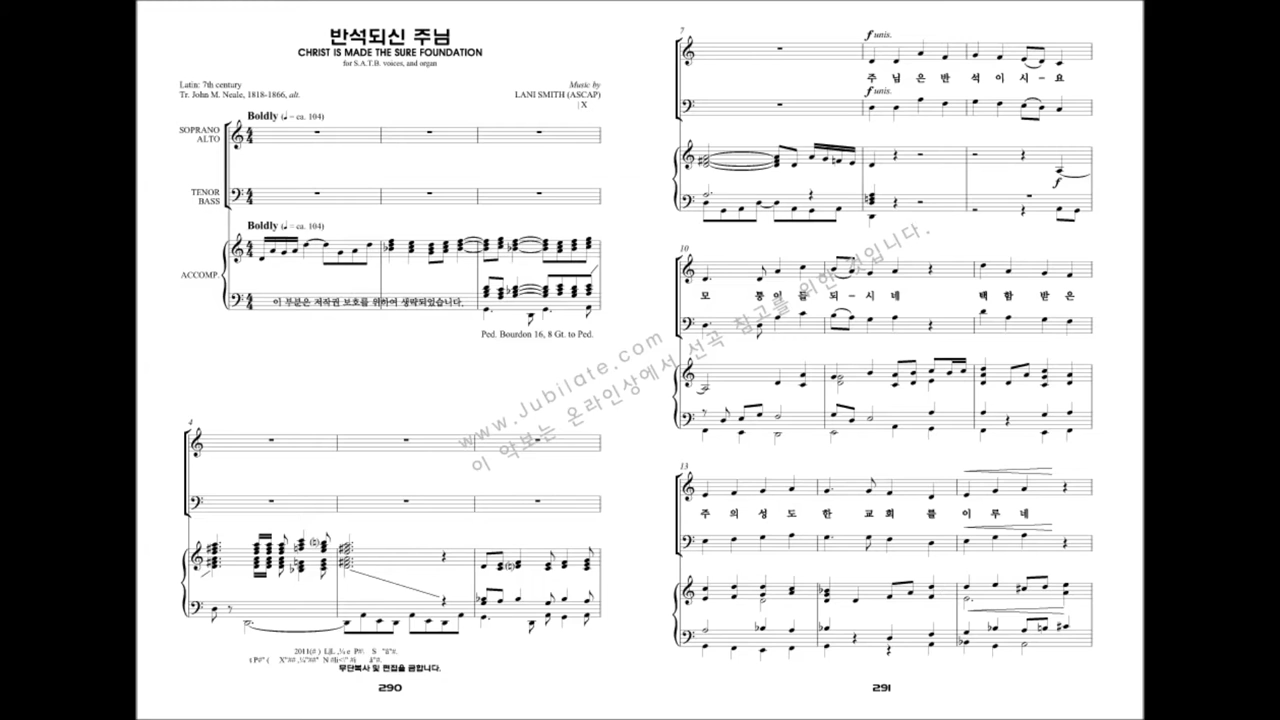 반석되신 주님
CHRIST IS MADE THE SURE FOUNDATION
for S.A.T.B. voices, and organ
Latin: 7th century
Tr. John M. Neale, 1818-1866, alt.
Music by
LANI SMITH (ASCAP)
Boldly (♩ = ca. 104)
SOPRANO
ALTO
TENOR
BASS
Boldly (♩ = ca. 104)
ACCOMP.
이 부분은 저작권 보호를 위하여 생략되었습니다.
Ped. Bourdon 16, 8 Gt. to Ped.
4
무단복사 및 편집을 금합니다.
290
7
f unis.
주 님 은 반 석 이 시 - 요
f unis.
f
10
모 퉁 이 돌 되 - 시 네 택 함 받 은
13
주 의 성 도 한 교 회 를 이 루 네
291
www.Jubilate.com
이 악보는 온라인상에서 선곡 참고를 위한 것입니다.